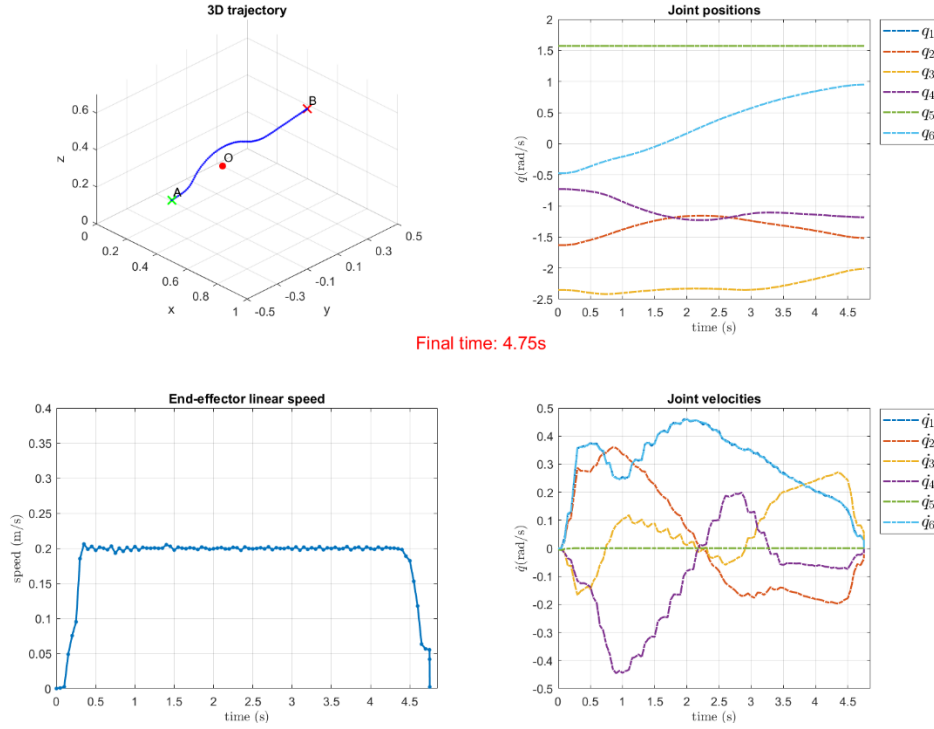 3D trajectory
0.6
0.4
0.2
0
z
A
O
B
0
0.2
0.4
0.6
0.8
1
x
-0.5
-0.3
-0.1
0.1
0.3
0.5
y
Joint positions
2
1.5
1
0.5
0
-0.5
-1
-1.5
-2
-2.5
q(rad/s)
0 0.5 1 1.5 2 2.5 3 3.5 4 4.5
time (s)
q₁
q₂
q₃
q₄
q₅
q₆
Final time: 4.75s
End-effector linear speed
0.4
0.35
0.3
0.25
0.2
0.15
0.1
0.05
0
speed (m/s)
0 0.5 1 1.5 2 2.5 3 3.5 4 4.5
time (s)
Joint velocities
0.5
0.4
0.3
0.2
0.1
0
-0.1
-0.2
-0.3
-0.4
-0.5
q̇(rad/s)
0 0.5 1 1.5 2 2.5 3 3.5 4 4.5
time (s)
q̇₁
q̇₂
q̇₃
q̇₄
q̇₅
q̇₆